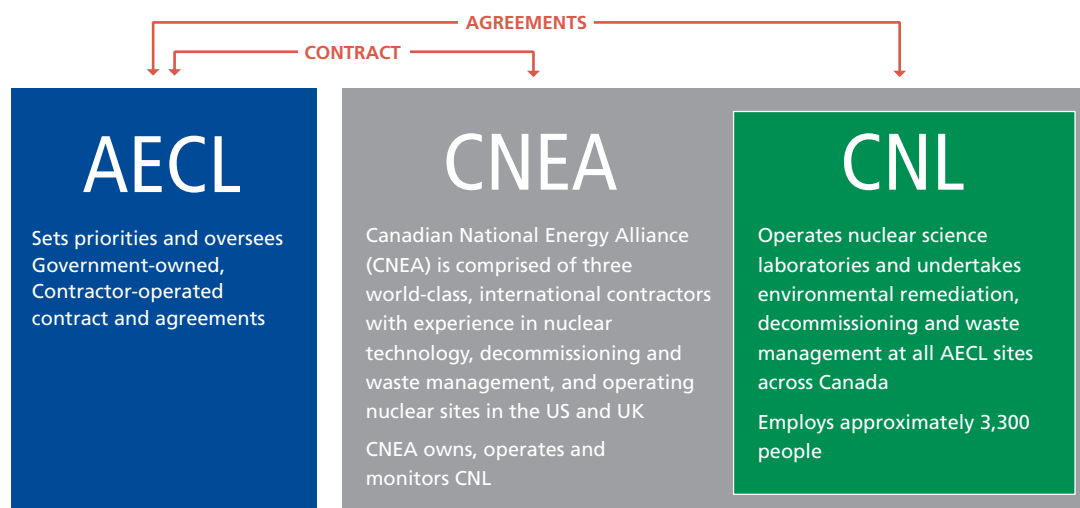 AGREEMENTS
CONTRACT
AECL
Sets priorities and oversees
Government-owned,
Contractor-operated
contract and agreements
CNEA
Canadian National Energy Alliance
(CNEA) is comprised of three
world-class, international contractors
with experience in nuclear
technology, decommissioning and
waste management, and operating
nuclear sites in the US and UK
CNEA owns, operates and
monitors CNL
CNL
Operates nuclear science
laboratories and undertakes
environmental remediation,
decommissioning and waste
management at all AECL sites
across Canada
Employs approximately 3,300
people